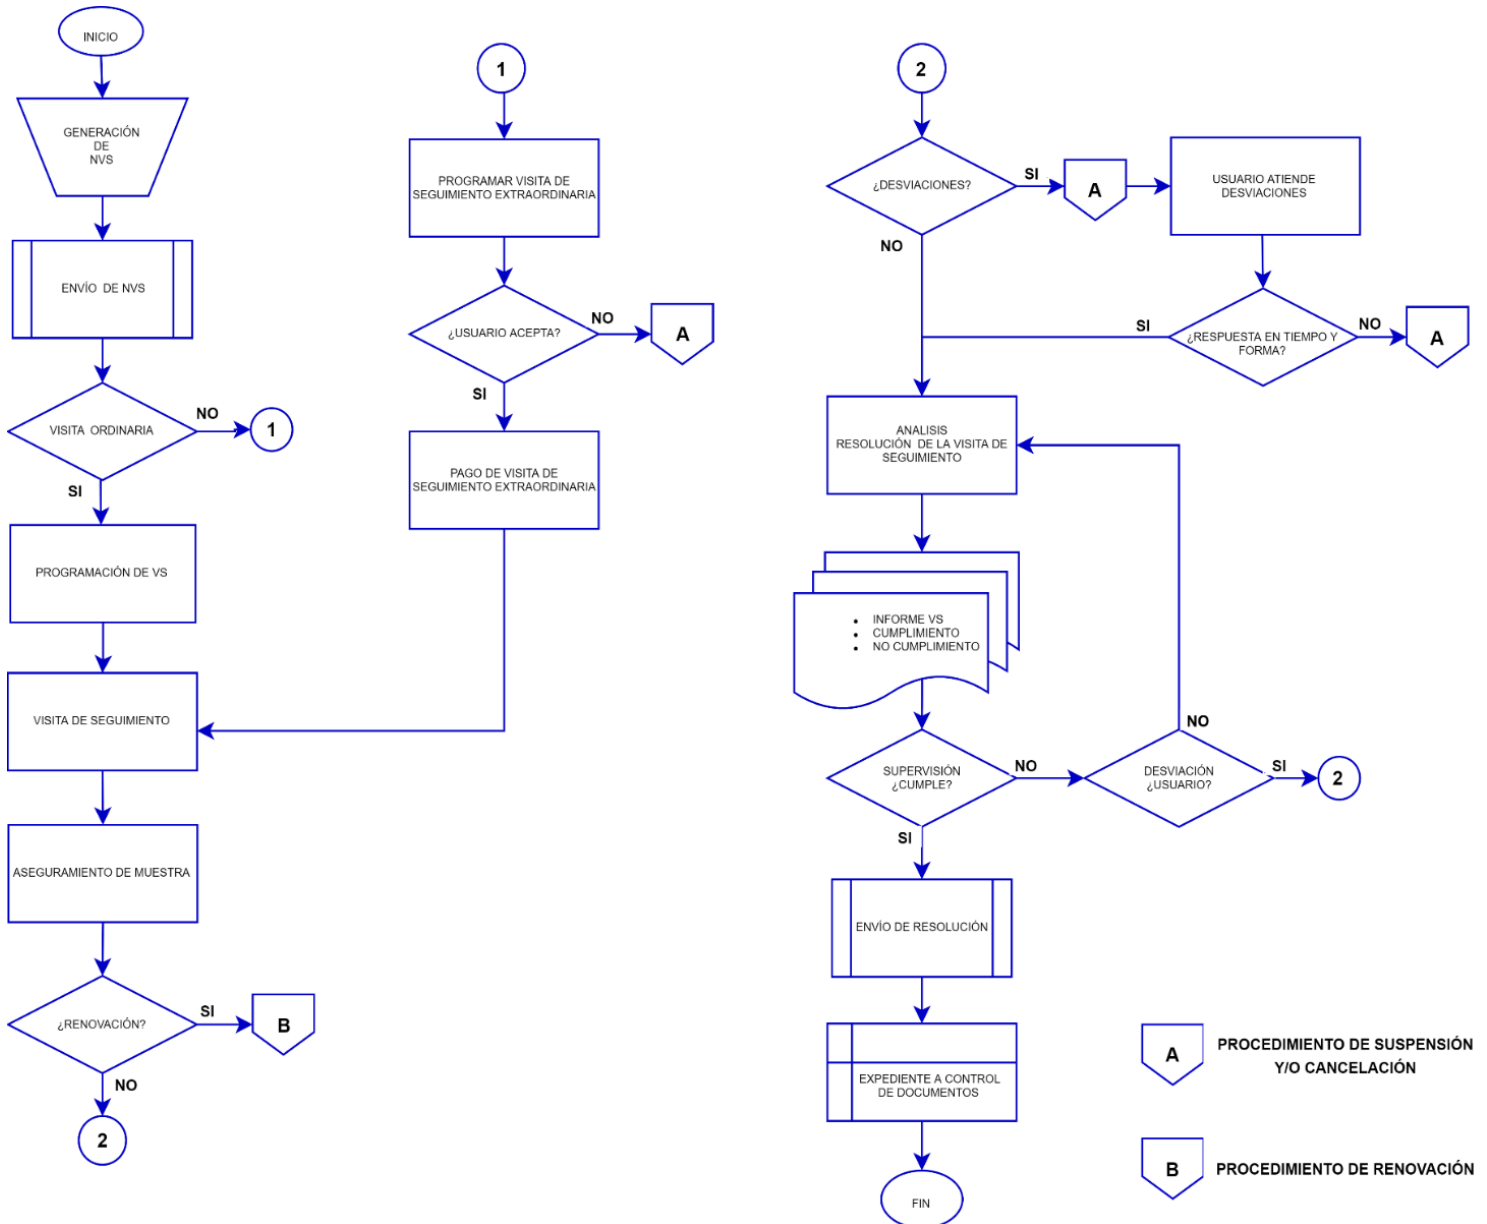 INICIO
GENERACIÓN
DE
NVS
ENVÍO DE NVS
VISITA ORDINARIA
NO
1
SI
PROGRAMACIÓN DE VS
VISITA DE SEGUIMIENTO
ASEGURAMIENTO DE MUESTRA
¿RENOVACIÓN?
SI
B
NO
2
1
PROGRAMAR VISITA DE
SEGUIMIENTO EXTRAORDINARIA
¿USUARIO ACEPTA?
NO
A
SI
PAGO DE VISITA DE
SEGUIMIENTO EXTRAORDINARIA
2
¿DESVIACIONES?
SI
A
USUARIO ATIENDE
DESVIACIONES
NO
¿RESPUESTA EN TIEMPO Y
FORMA?
SI
NO
A
ANALISIS
RESOLUCIÓN DE LA VISITA DE
SEGUIMIENTO
• INFORME VS
• CUMPLIMIENTO
• NO CUMPLIMIENTO
SUPERVISIÓN
¿CUMPLE?
NO
DESVIACIÓN
¿USUARIO?
NO
SI
2
SI
ENVÍO DE RESOLUCIÓN
EXPEDIENTE A CONTROL
DE DOCUMENTOS
FIN
A
PROCEDIMIENTO DE SUSPENSIÓN
Y/O CANCELACIÓN
B
PROCEDIMIENTO DE RENOVACIÓN